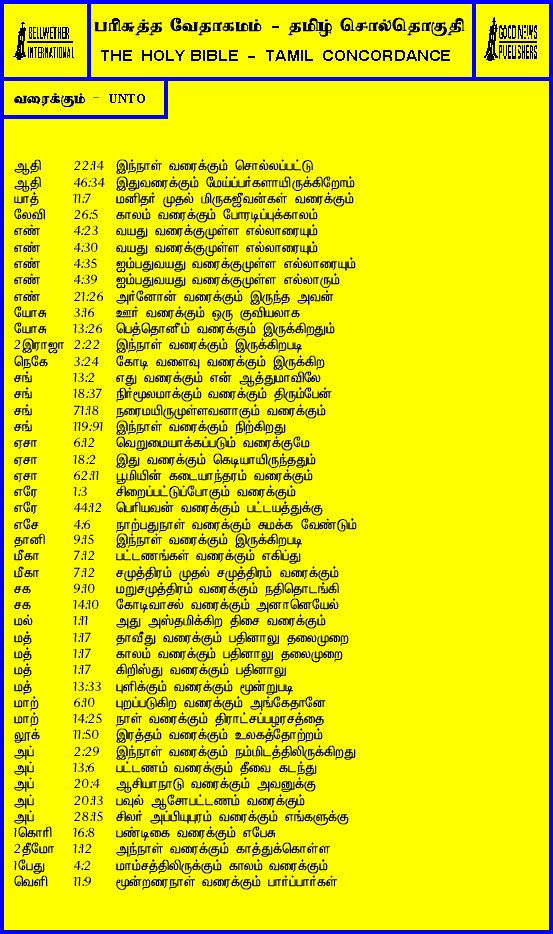 BELLWETHER
INTERNATIONAL
பரிசுத்த வேதாகமம் - தமிழ் சொல்தொகுதி
THE HOLY BIBLE - TAMIL CONCORDANCE
GOOD NEWS
PUBLISHERS
வரைக்கும் - UNTO
ஆதி 22:14 இந்நாள் வரைக்கும் சொல்லப்பட்டு
ஆதி 46:34 இதுவரைக்கும் மேய்ப்பர்களாயிருக்கிறோம்
யாத் 11:7 மனிதர் முதல் மிருகஜீவன்கள் வரைக்கும்
லேவி 26:5 காலம் வரைக்கும் போரடிப்புக்காலம்
எண் 4:23 வயது வரைக்குமுள்ள எல்லாரையும்
எண் 4:30 வயது வரைக்குமுள்ள எல்லாரையும்
எண் 4:35 ஐம்பதுவயது வரைக்குமுள்ள எல்லாரையும்
எண் 4:39 ஐம்பதுவயது வரைக்குமுள்ள எல்லாரும்
எண் 21:26 அர்னோன் வரைக்கும் இருந்த அவன்
யோசு 3:16 ஊர் வரைக்கும் ஒரு குவியலாக
யோசு 13:26 பெத்தொனீம் வரைக்கும் இருக்கிறதும்
2இராஜா 2:22 இந்நாள் வரைக்கும் இருக்கிறபடி
நெகே 3:24 கோடி வளைவு வரைக்கும் இருக்கிற
சங் 13:2 எது வரைக்கும் என் ஆத்துமாவிலே
சங் 18:37 நிர்மூலமாக்கும் வரைக்கும் திரும்பேன்
சங் 71:18 நரைமயிருமுள்ளவனாகும் வரைக்கும்
சங் 119:91 இந்நாள் வரைக்கும் நிற்கிறது
ஏசா 6:12 வெறுமையாக்கப்படும் வரைக்குமே
ஏசா 18:2 இது வரைக்கும் கெடியாயிருந்ததும்
ஏசா 62:11 பூமியின் கடையாந்தரம் வரைக்கும்
எரே 1:3 சிறைப்பட்டுப்போகும் வரைக்கும்
எரே 44:12 பெரியவன் வரைக்கும் பட்டயத்துக்கு
எசே 4:6 நாற்பதுநாள் வரைக்கும் சுமக்க வேண்டும்
தானி 9:15 இந்நாள் வரைக்கும் இருக்கிறபடி
மீகா 7:12 பட்டணங்கள் வரைக்கும் எகிப்து
மீகா 7:12 சமுத்திரம் முதல் சமுத்திரம் வரைக்கும்
சக 9:10 மறுசமுத்திரம் வரைக்கும் நதிதொடங்கி
சக 14:10 கோடிவாசல் வரைக்கும் அனானெயேல்
மல் 1:11 அது அஸ்தமிக்கிற திசை வரைக்கும்
மத் 1:17 தாவீது வரைக்கும் பதினாலு தலைமுறை
மத் 1:17 காலம் வரைக்கும் பதினாலு தலைமுறை
மத் 1:17 கிறிஸ்து வரைக்கும் பதினாலு
மத் 13:33 புளிக்கும் வரைக்கும் மூன்றுபடி
மாற் 6:10 புறப்படுகிற வரைக்கும் அங்கேதானே
மாற் 14:25 நாள் வரைக்கும் திராட்சப்பழரசத்தை
லூக் 11:50 இரத்தம் வரைக்கும் உலகத்தோற்றம்
அப் 2:29 இந்நாள் வரைக்கும் நம்மிடத்திலிருக்கிறது
அப் 13:6 பட்டணம் வரைக்கும் தீவை கடந்து
அப் 20:4 ஆசியாநாடு வரைக்கும் அவனுக்கு
அப் 20:13 பவுல் ஆசோபட்டணம் வரைக்கும்
அப் 28:15 சிலர் அப்பியுபுரம் வரைக்கும் எங்களுக்கு
1கொரி 16:8 பண்டிகை வரைக்கும் எபேசு
2தீமோ 1:12 அந்நாள் வரைக்கும் காத்துக்கொள்ள
1பேது 4:2 மாம்சத்திலிருக்கும் காலம் வரைக்கும்
வெளி 11:9 மூன்றரைநாள் வரைக்கும் பார்ப்பார்கள்